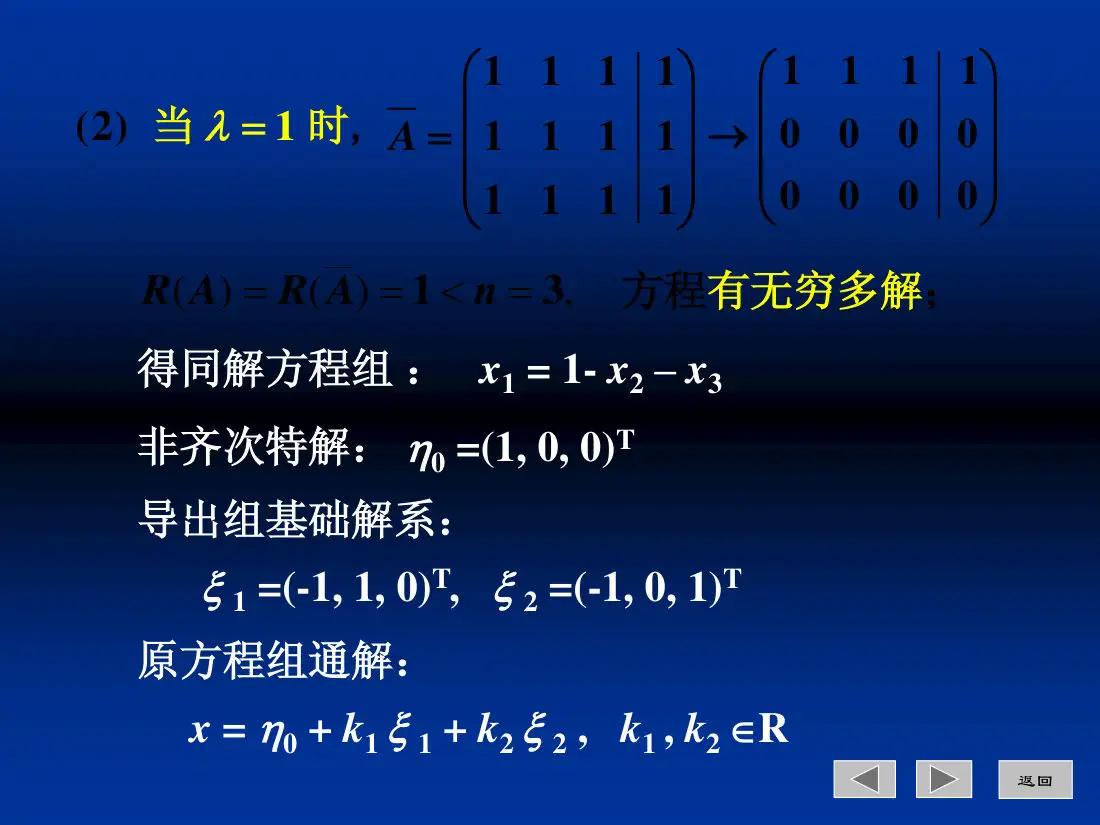 (2) 当 λ = 1 时, A̅ = ( 1 1 1 | 1 ; 1 1 1 | 1 ; 1 1 1 | 1 ) → ( 1 1 1 | 1 ; 0 0 0 | 0 ; 0 0 0 | 0 )
R(A) = R(A̅) = 1 < n = 3, 方程有无穷多解;
得同解方程组 : x₁ = 1- x₂ – x₃
非齐次特解: η₀ =(1, 0, 0)ᵀ
导出组基础解系:
ξ ₁ =(-1, 1, 0)ᵀ, ξ ₂ =(-1, 0, 1)ᵀ
原方程组通解:
x = η₀ + k₁ ξ ₁ + k₂ ξ ₂ , k₁ , k₂ ∈R
返回